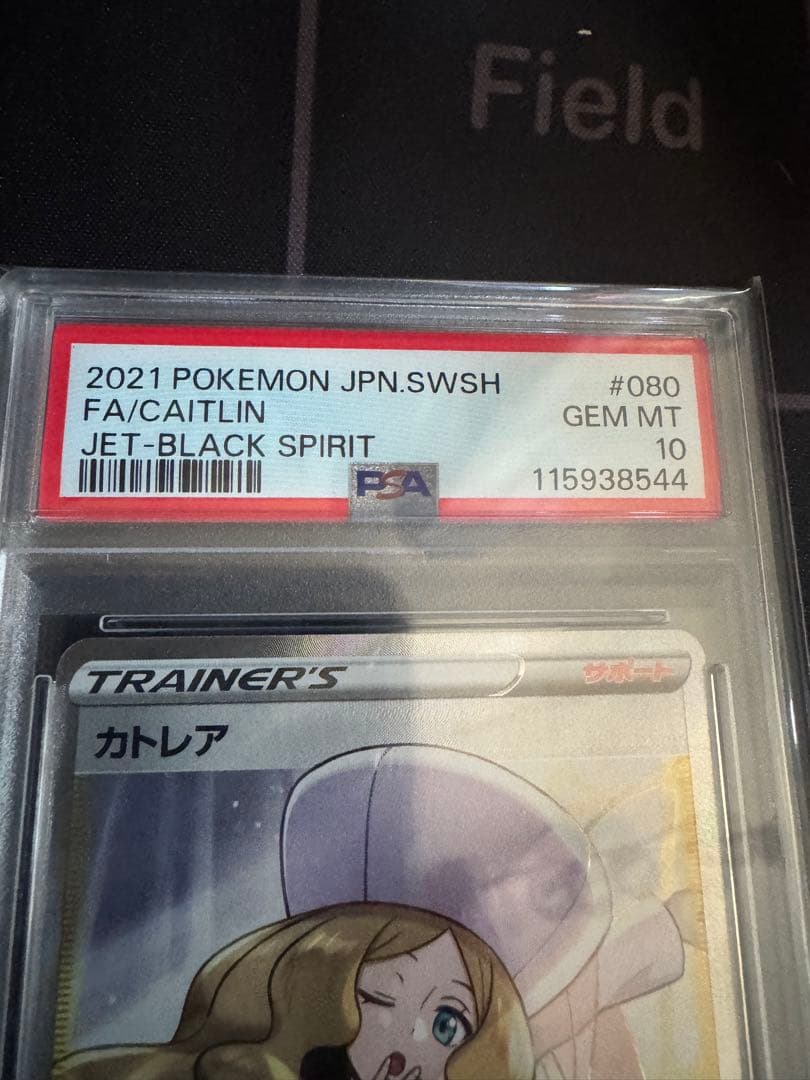 Field
2021 POKEMON JPN.SWSH #080
FA/CAITLIN GEM MT
JET-BLACK SPIRIT 10
PSA 115938544
TRAINER'S サポート
カトレア